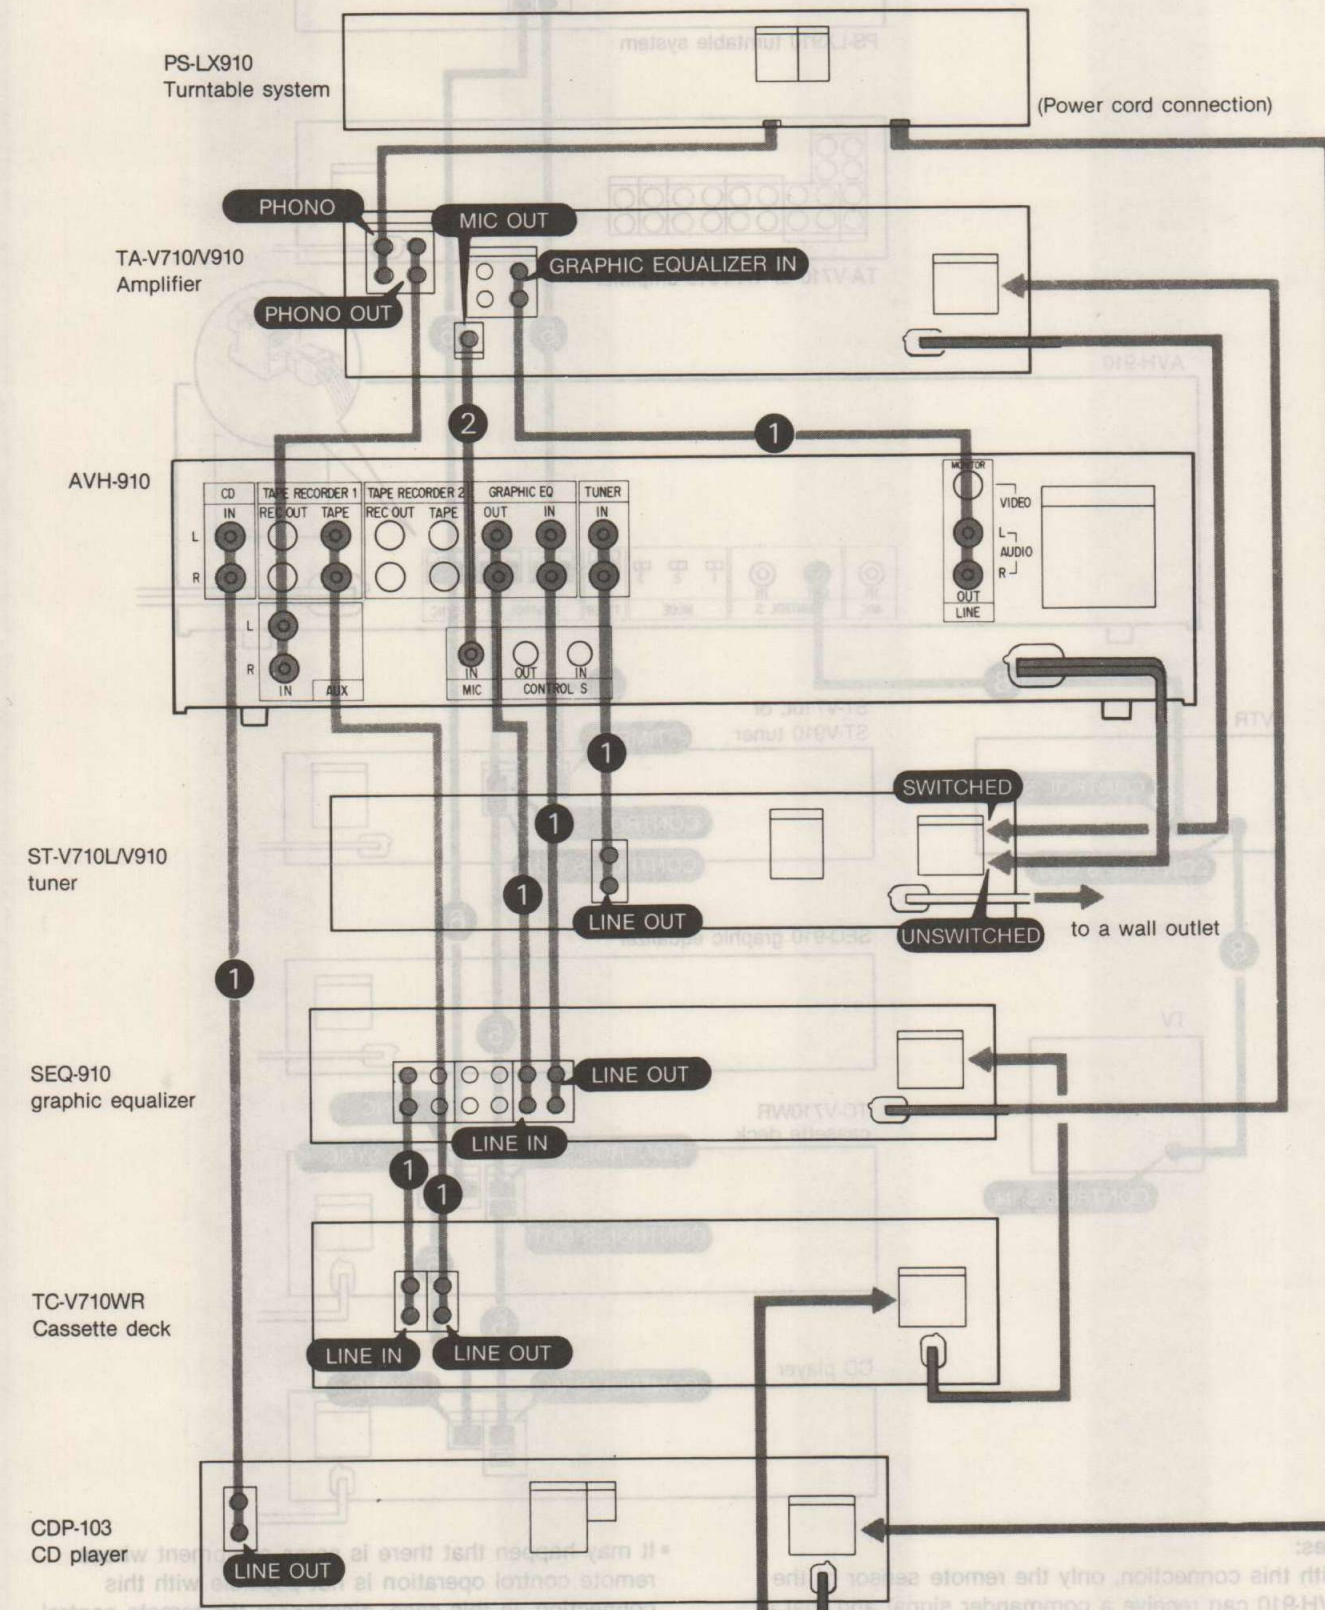 PS-LX910
Turntable system
(Power cord connection)
PHONO
MIC OUT
TA-V710/V910
Amplifier
GRAPHIC EQUALIZER IN
PHONO OUT
2
1
AVH-910
CD TAPE RECORDER 1 TAPE RECORDER 2 GRAPHIC EQ TUNER
IN REC OUT TAPE REC OUT TAPE OUT IN IN
L
R
MONITOR
VIDEO
L
AUDIO
R
OUT
LINE
L
R
IN AUX
IN OUT IN
MIC CONTROL S
1
SWITCHED
1
ST-V710L/V910
tuner
1
LINE OUT
UNSWITCHED
to a wall outlet
1
SEQ-910
graphic equalizer
LINE OUT
LINE IN
1
1
TC-V710WR
Cassette deck
LINE IN
LINE OUT
CDP-103
CD player
LINE OUT